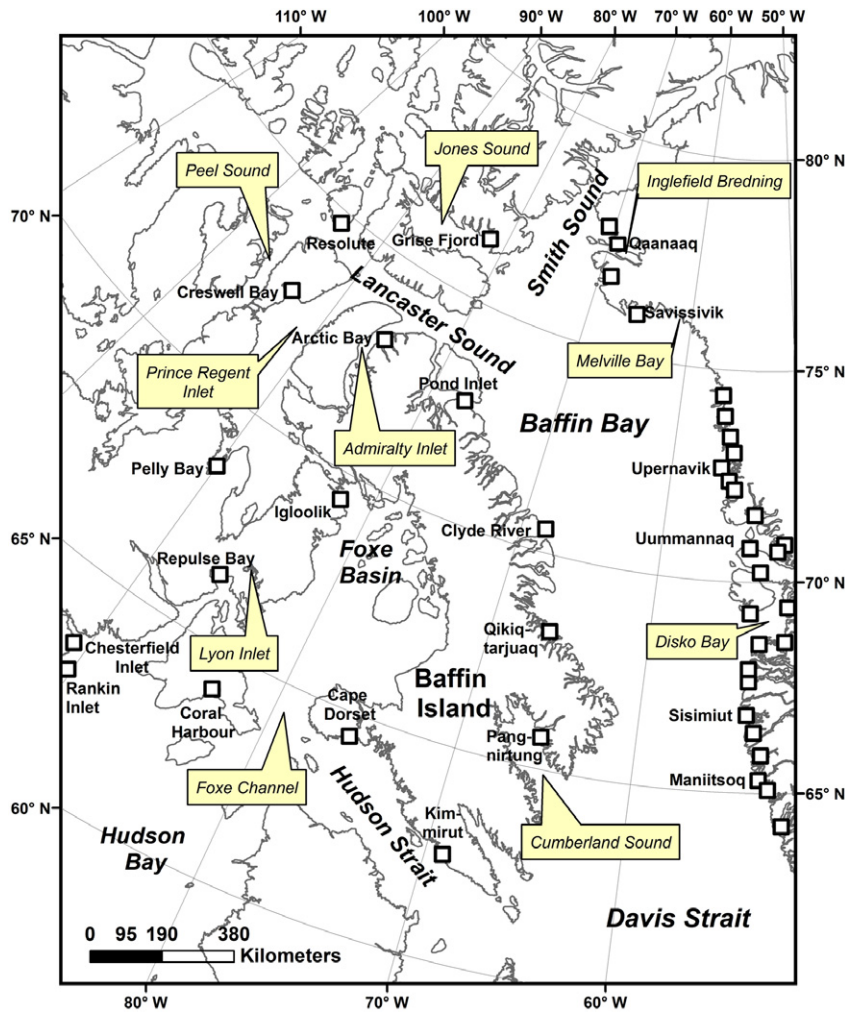 110° W 100° W 90° W 80° W 70° W 60° W 50° W
Peel Sound
Jones Sound
Inglefield Bredning
80° N
70° N
Smith Sound
Resolute
Grise Fjord
Qaanaaq
Creswell Bay
Lancaster Sound
Savissivik
Arctic Bay
Prince Regent
Inlet
Melville Bay
75° N
Pond Inlet
Baffin Bay
Admiralty Inlet
Pelly Bay
Upernavik
Igloolik
Clyde River
65° N
Uummannaq
Foxe
Basin
Repulse Bay
70° N
Qikiq-
tarjuaq
Disko Bay
Chesterfield
Inlet
Lyon Inlet
Rankin
Inlet
Baffin
Island
Cape
Dorset
Coral
Harbour
Sisimiut
Pang-
nirtung
Foxe Channel
Maniitsoq
65° N
60° N
Hudson Strait
Kim-
mirut
Cumberland Sound
Hudson
Bay
Davis Strait
0 95 190 380
Kilometers
80° W 70° W 60° W